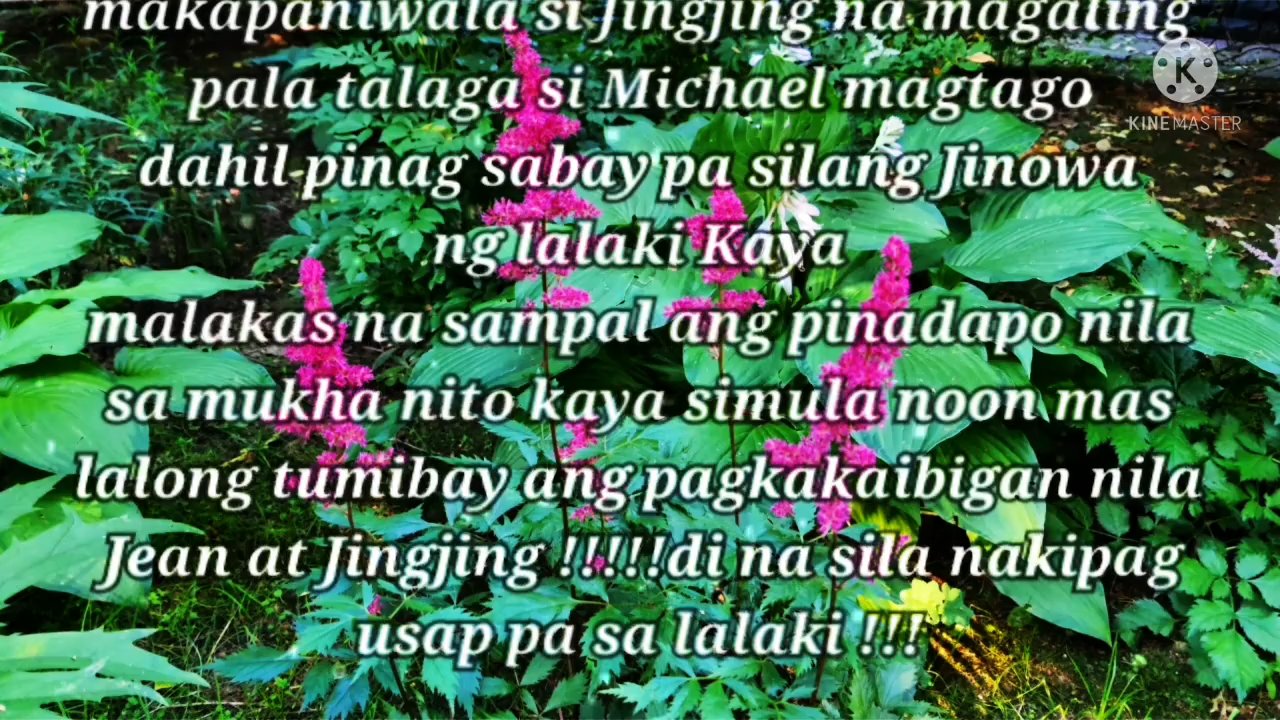 makapaniwala si Jingjing na magaling
pala talaga si Michael magtago
dahil pinag sabay pa silang Jinowa
ng lalaki Kaya
malakas na sampal ang pinadapo nila
sa mukha nito kaya simula noon mas
lalong tumibay ang pagkakaibigan nila
Jean at Jingjing !!!!!di na sila nakipag
usap pa sa lalaki !!!
K
KINEMASTER